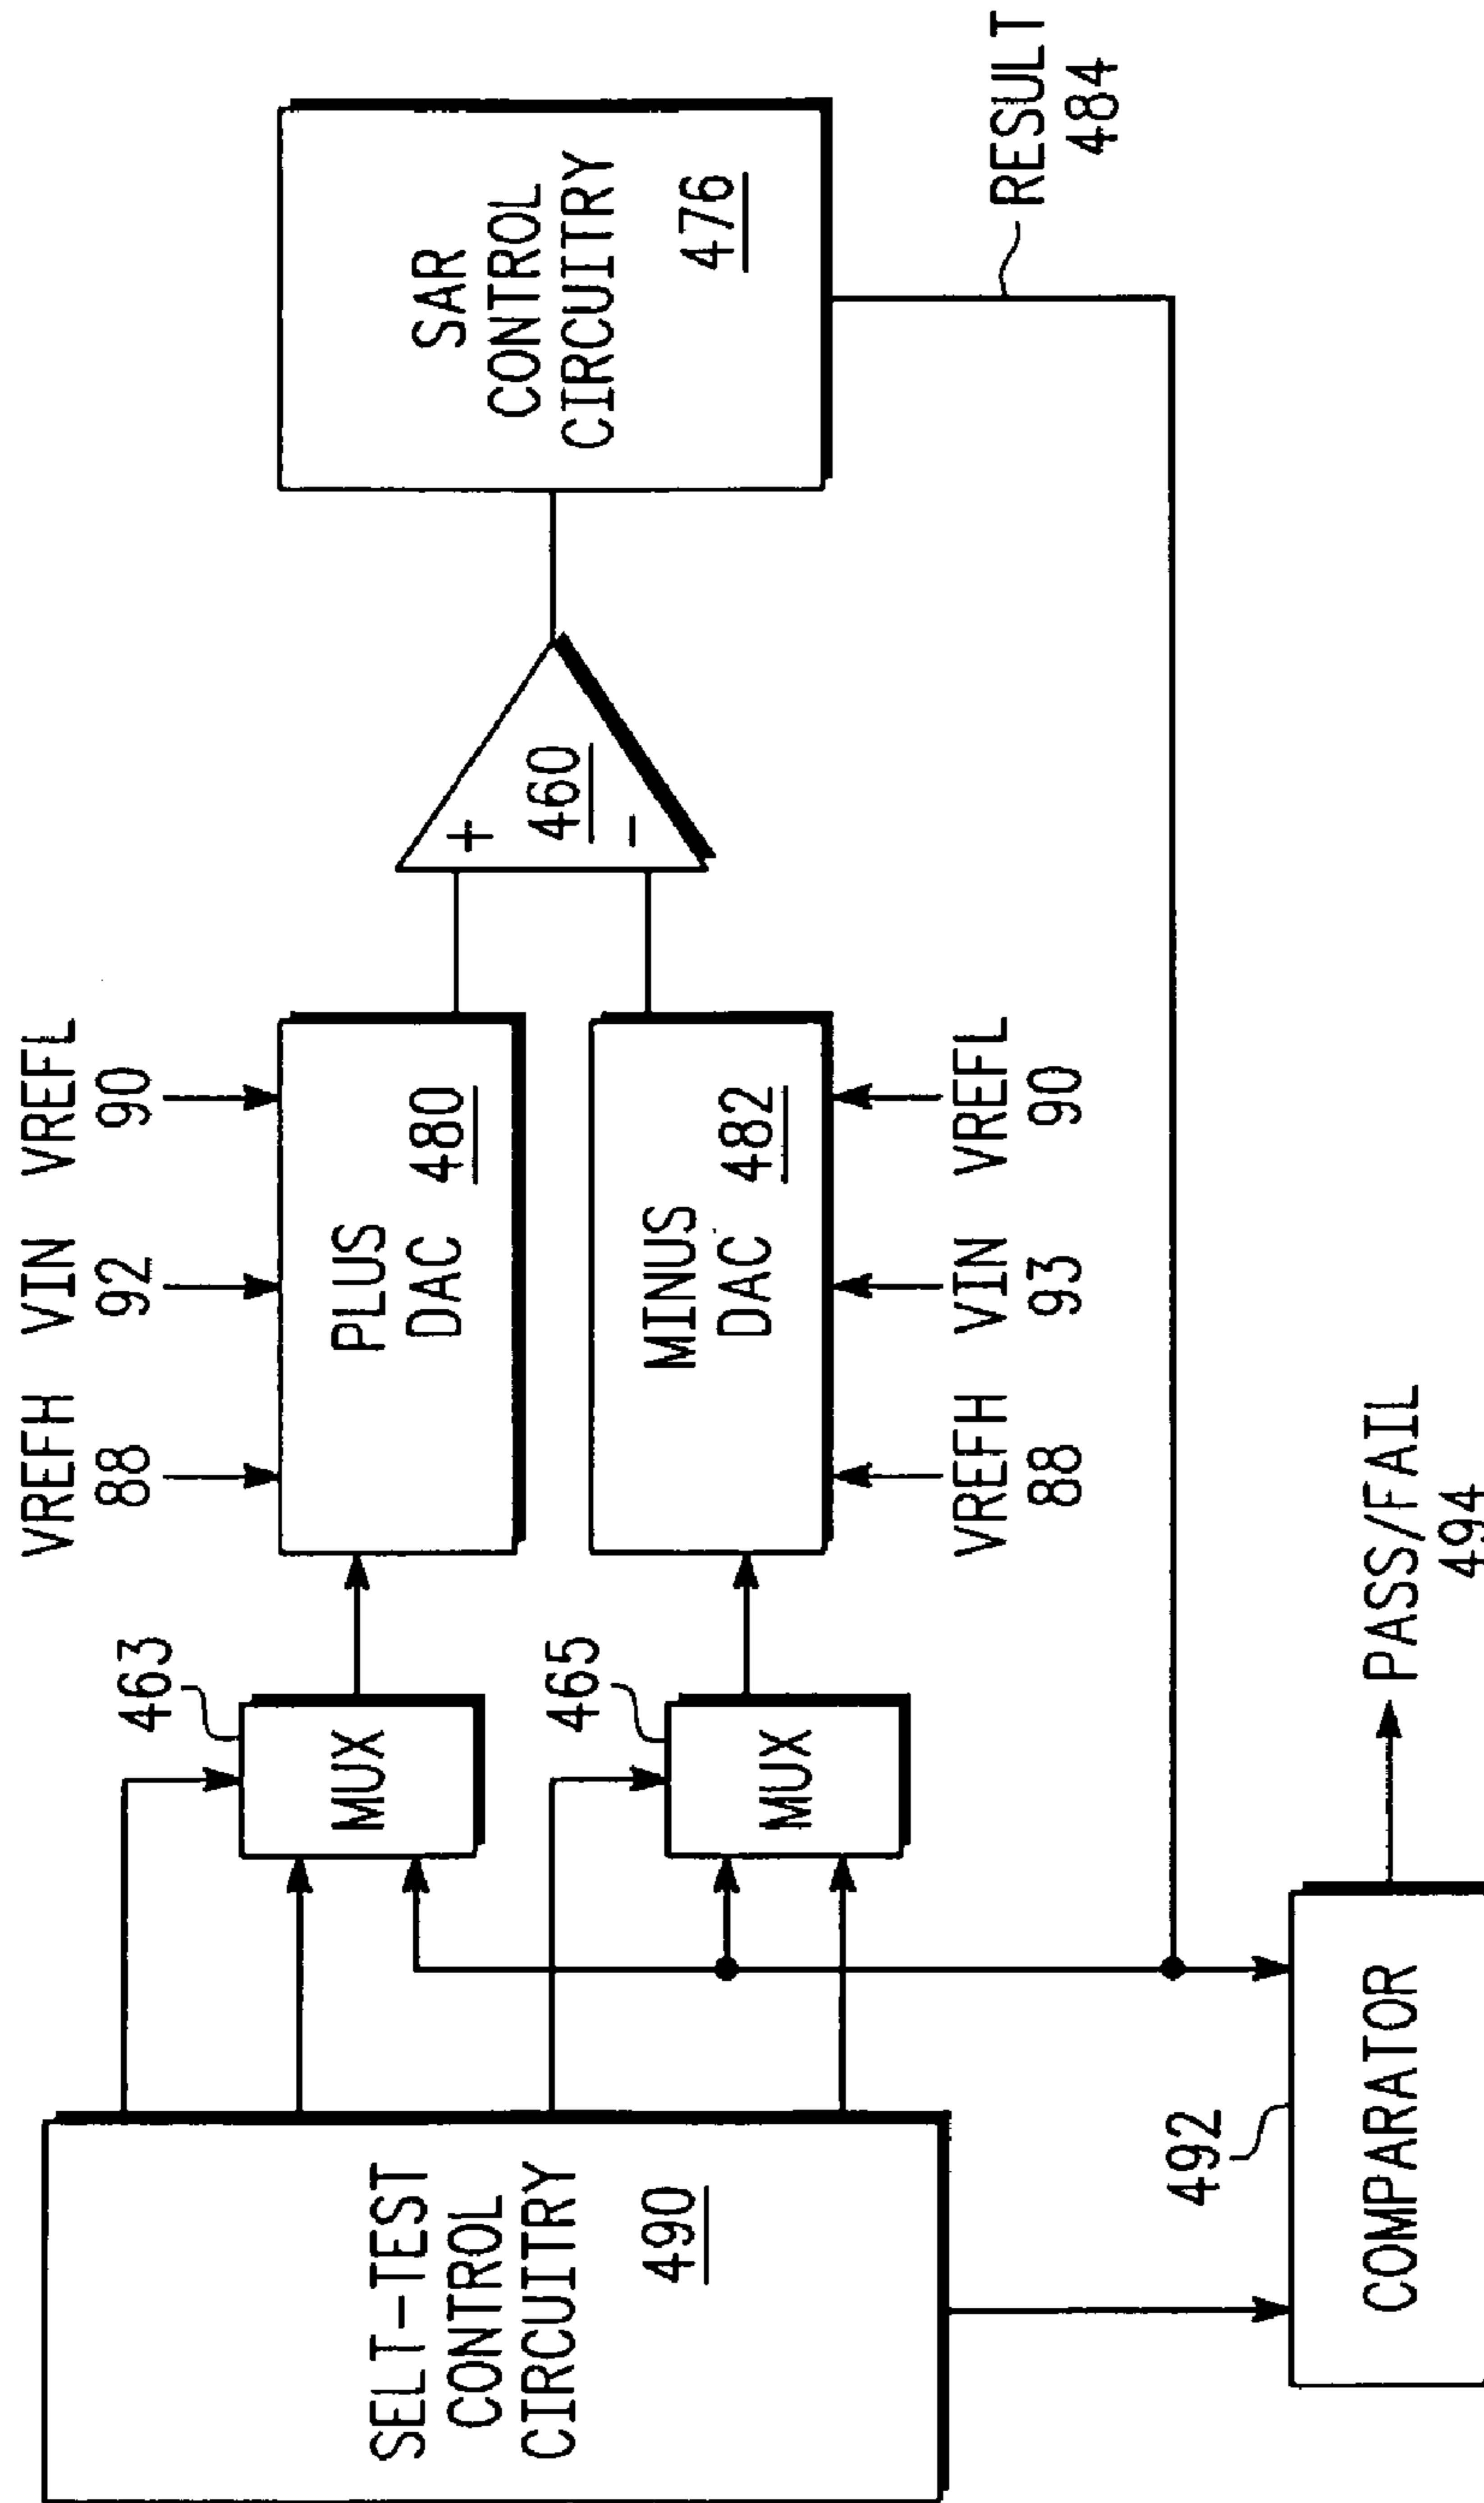 SELT-TEST
CONTROL
CIRCUITRY
490
463
MUX
465
MUX
VREFH
88
VIN
92
VREFL
90
PLUS
DAC 480
MINUS
DAC 482
VREFH
88
VIN
93
VREFL
90
+
460
-
SAR
CONTROL
CIRCUITRY
476
RESULT
484
492
COMPARATOR
PASS/FAIL
494